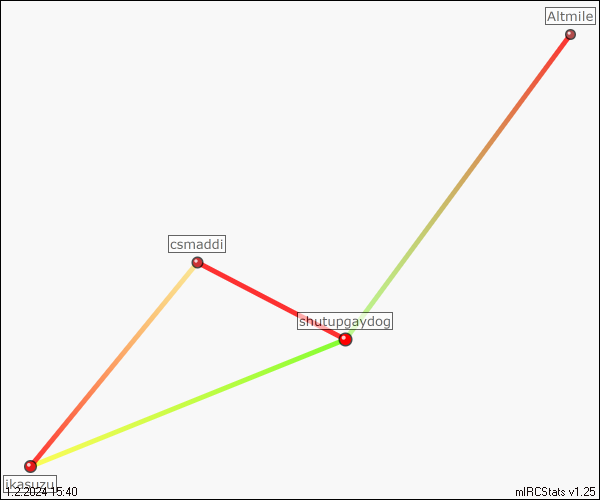 Altmile
csmaddi
shutupgaydog
ikasuzu
1.2.2024 15:40
mIRCStats v1.25